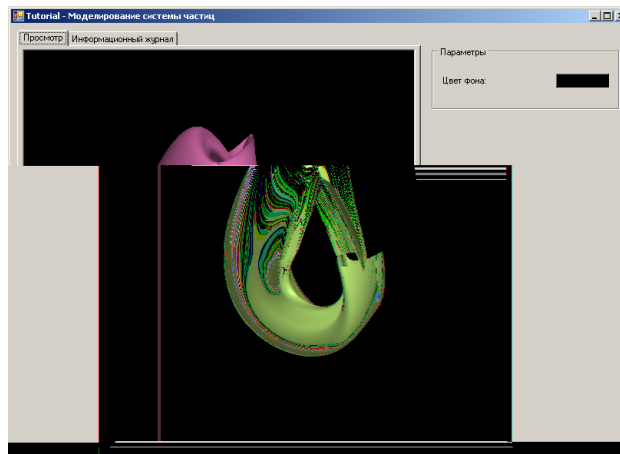 Tutorial - Моделирование системы частиц
Просмотр Информационный журнал
Параметры
Цвет фона: